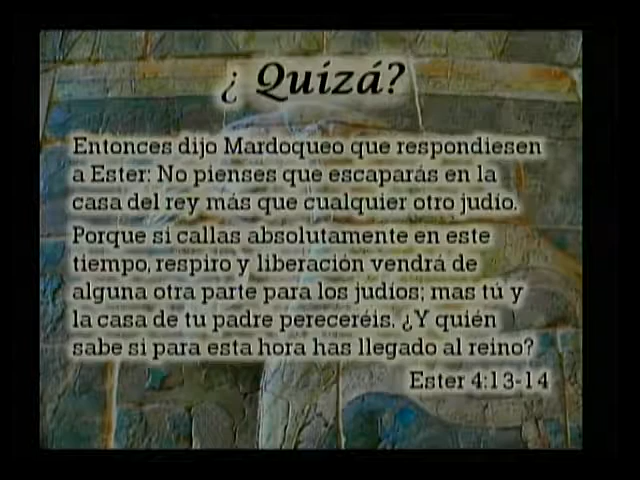 ¿ Quizá?
Entonces dijo Mardoqueo que respondiesen
a Ester: No pienses que escaparás en la
casa del rey más que cualquier otro judío.
Porque si callas absolutamente en este
tiempo, respiro y liberación vendrá de
alguna otra parte para los judíos; mas tú y
la casa de tu padre pereceréis. ¿Y quién
sabe si para esta hora has llegado al reino?
Ester 4:13-14